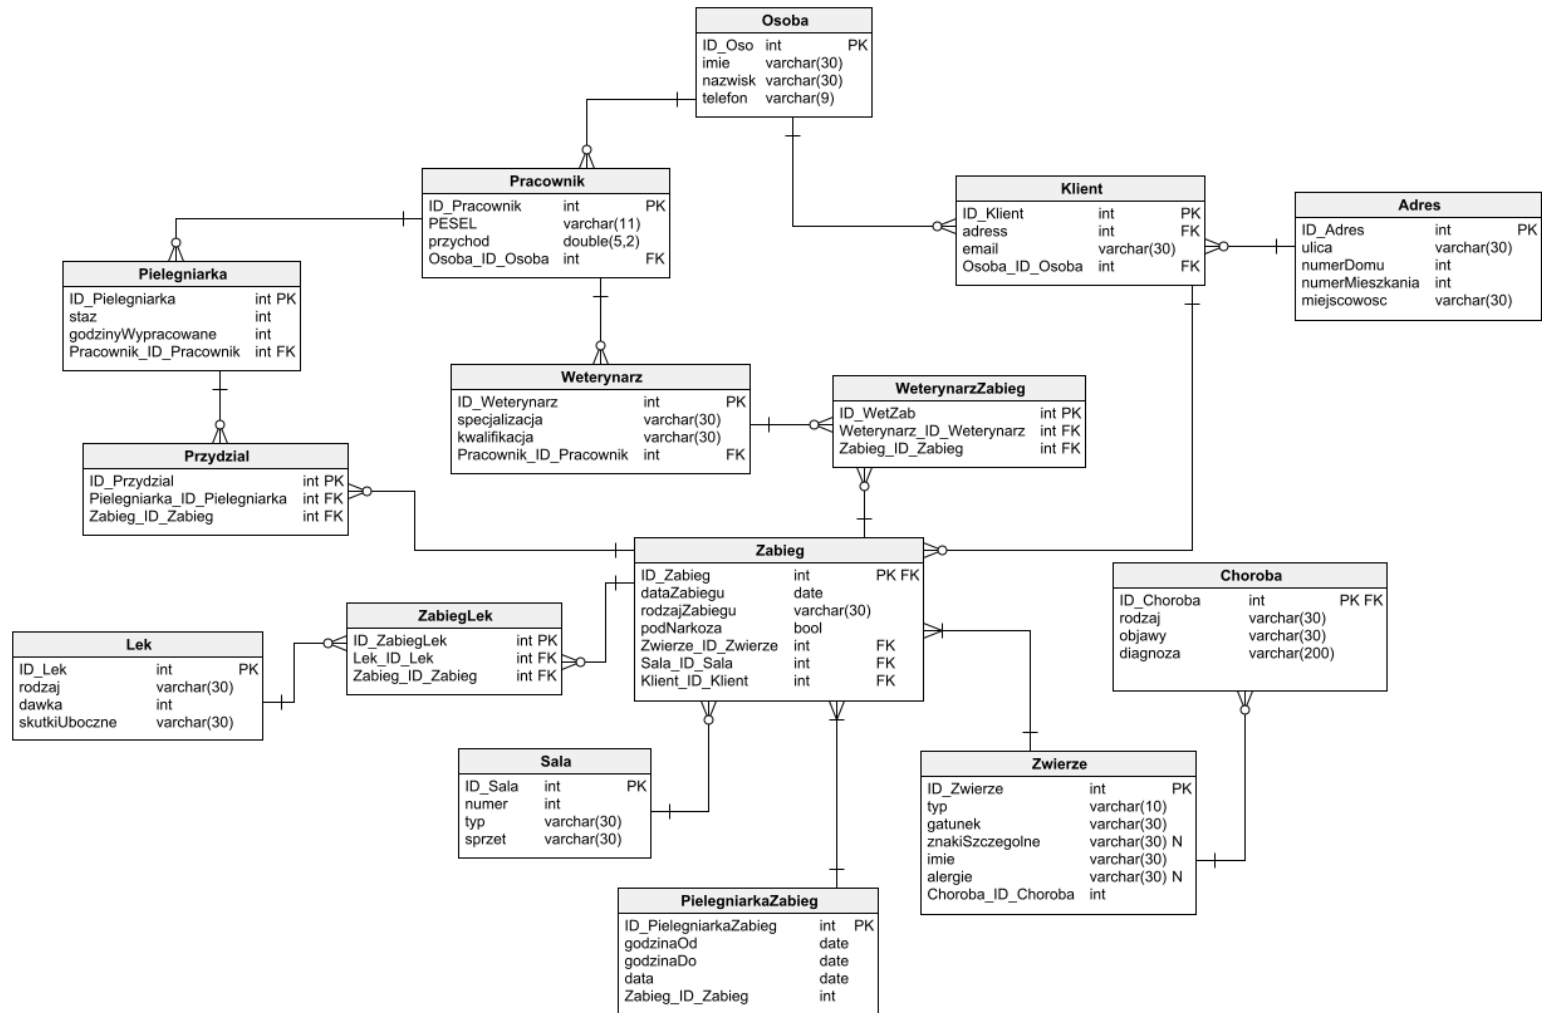 Osoba
ID_Oso int PK
imie varchar(30)
nazwisk varchar(30)
telefon varchar(9)
Pracownik
ID_Pracownik int PK
PESEL varchar(11)
przychod double(5,2)
Osoba_ID_Osoba int FK
Klient
ID_Klient int PK
adress int FK
email varchar(30)
Osoba_ID_Osoba int FK
Adres
ID_Adres int PK
ulica varchar(30)
numerDomu int
numerMieszkania int
miejscowosc varchar(30)
Pielegniarka
ID_Pielegniarka int PK
staz int
godzinyWypracowane int
Pracownik_ID_Pracownik int FK
Weterynarz
ID_Weterynarz int PK
specjalizacja varchar(30)
kwalifikacja varchar(30)
Pracownik_ID_Pracownik int FK
WeterynarzZabieg
ID_WetZab int PK
Weterynarz_ID_Weterynarz int FK
Zabieg_ID_Zabieg int FK
Przydzial
ID_Przydzial int PK
Pielegniarka_ID_Pielegniarka int FK
Zabieg_ID_Zabieg int FK
Zabieg
ID_Zabieg int PK FK
dataZabiegu date
rodzajZabiegu varchar(30)
podNarkoza bool
Zwierze_ID_Zwierze int FK
Sala_ID_Sala int FK
Klient_ID_Klient int FK
Choroba
ID_Choroba int PK FK
rodzaj varchar(30)
objawy varchar(30)
diagnoza varchar(200)
ZabiegLek
ID_ZabiegLek int PK
Lek_ID_Lek int FK
Zabieg_ID_Zabieg int FK
Lek
ID_Lek int PK
rodzaj varchar(30)
dawka int
skutkiUboczne varchar(30)
Sala
ID_Sala int PK
numer int
typ varchar(30)
sprzet varchar(30)
Zwierze
ID_Zwierze int PK
typ varchar(10)
gatunek varchar(30)
znakiSzczegolne varchar(30) N
imie varchar(30)
alergie varchar(30) N
Choroba_ID_Choroba int
PielegniarkaZabieg
ID_PielegniarkaZabieg int PK
godzinaOd date
godzinaDo date
data date
Zabieg_ID_Zabieg int